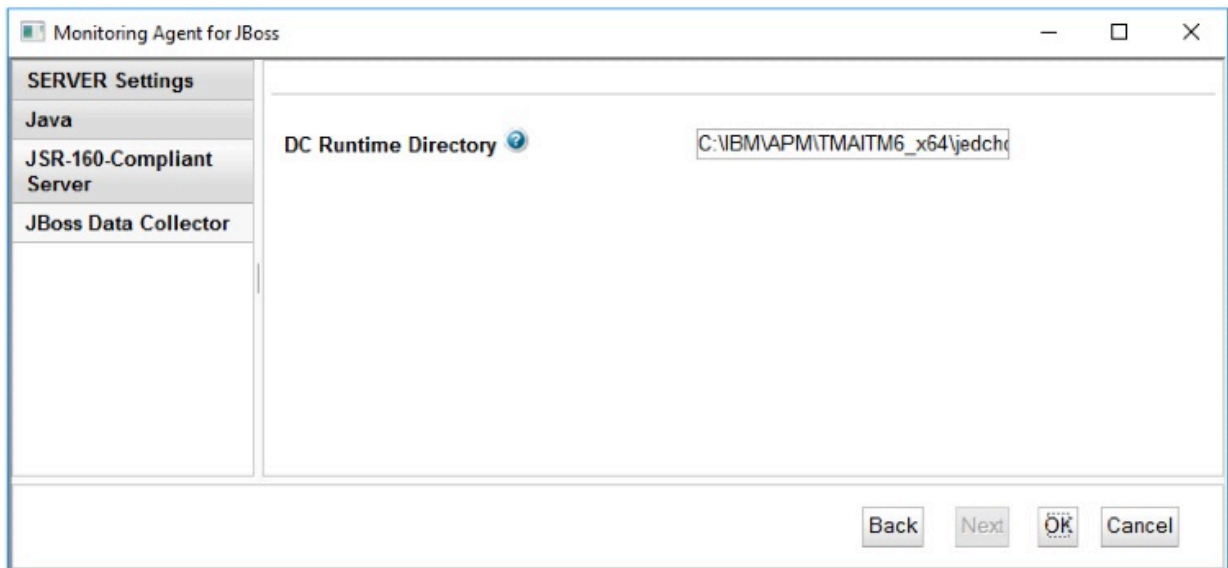 Monitoring Agent for JBoss
SERVER Settings
Java
JSR-160-Compliant
Server
JBoss Data Collector
DC Runtime Directory
C:\IBM\APM\TMAITM6_x64\jedchd
Back
Next
OK
Cancel